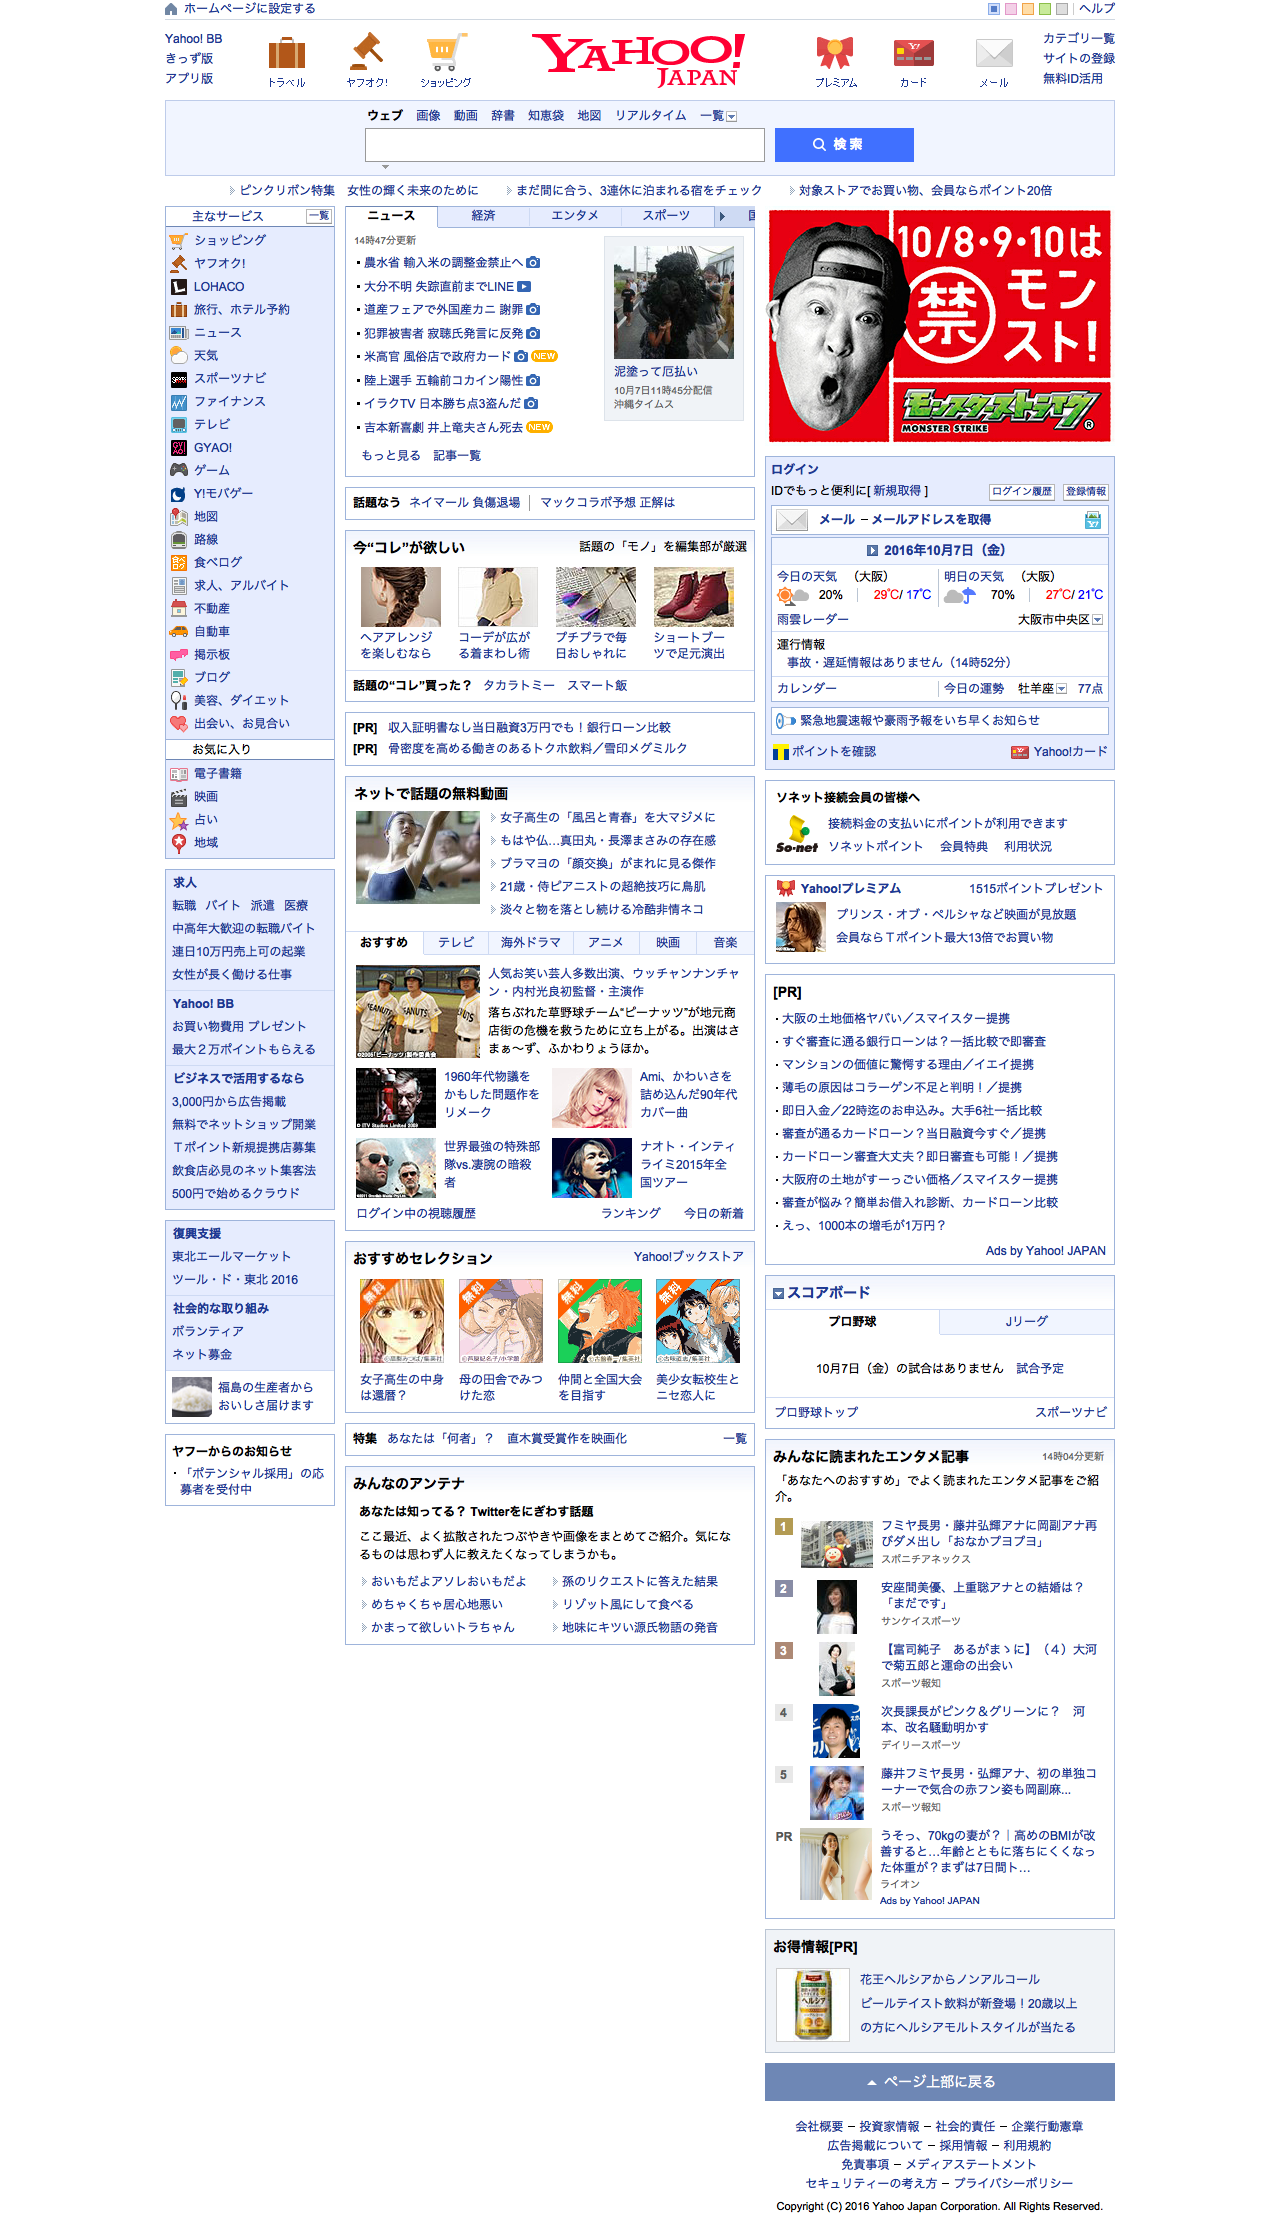 ホームページに設定する
ヘルプ
Yahoo! BB
きっず版
アプリ版
トラベル
ヤフオク!
ショッピング
YAHOO!
JAPAN
プレミアム
カード
メール
カテゴリ一覧
サイトの登録
無料ID活用
ウェブ 画像 動画 辞書 知恵袋 地図 リアルタイム 一覧
検索
ピンクリボン特集 女性の輝く未来のために
まだ間に合う、3連休に泊まれる宿をチェック
対象ストアでお買い物、会員ならポイント20倍
主なサービス 一覧
ショッピング
ヤフオク!
LOHACO
旅行、ホテル予約
ニュース
天気
スポーツナビ
ファイナンス
テレビ
GYAO!
ゲーム
Y!モバゲー
地図
路線
食べログ
求人、アルバイト
不動産
自動車
掲示板
ブログ
美容、ダイエット
出会い、お見合い
お気に入り
電子書籍
映画
占い
地域
求人
転職 バイト 派遣 医療
中高年大歓迎の転職バイト
連日10万円売上可の起業
女性が長く働ける仕事
Yahoo! BB
お買い物費用 プレゼント
最大２万ポイントもらえる
ビジネスで活用するなら
3,000円から広告掲載
無料でネットショップ開業
Ｔポイント新規提携店募集
飲食店必見のネット集客法
500円で始めるクラウド
復興支援
東北エールマーケット
ツール・ド・東北 2016
社会的な取り組み
ボランティア
ネット募金
福島の生産者から
おいしさ届けます
ヤフーからのお知らせ
・「ポテンシャル採用」の応
募者を受付中
ニュース 経済 エンタメ スポーツ
14時47分更新
農水省 輸入米の調整金禁止へ
大分不明 失踪直前までLINE
道産フェアで外国産カニ 謝罪
犯罪被害者 寂聴氏発言に反発
米高官 風俗店で政府カード NEW
陸上選手 五輪前コカイン陽性
イラクTV 日本勝ち点3盗んだ
吉本新喜劇 井上竜夫さん死去 NEW
もっと見る 記事一覧
泥塗って厄払い
10月7日11時45分配信
沖縄タイムス
話題なう ネイマール 負傷退場 マックコラボ予想 正解は
今“コレ”が欲しい 話題の「モノ」を編集部が厳選
ヘアアレンジ
を楽しむなら
コーデが広が
る着まわし術
プチプラで毎
日おしゃれに
ショートブー
ツで足元演出
話題の“コレ”買った？ タカラトミー スマート飯
[PR] 収入証明書なし当日融資3万円でも！銀行ローン比較
[PR] 骨密度を高める働きのあるトクホ飲料／雪印メグミルク
ネットで話題の無料動画
女子高生の「風呂と青春」を大マジメに
もはや仏…真田丸・長澤まさみの存在感
ブラマヨの「顔交換」がまれに見る傑作
21歳・侍ピアニストの超絶技巧に鳥肌
淡々と物を落とし続ける冷酷非情ネコ
おすすめ テレビ 海外ドラマ アニメ 映画 音楽
人気お笑い芸人多数出演、ウッチャンナンチャ
ン・内村光良初監督・主演作
落ちぶれた草野球チーム“ピーナッツ”が地元商
店街の危機を救うために立ち上がる。出演はさ
まぁ～ず、ふかわりょうほか。
1960年代物議を
かもした問題作を
リメーク
Ami、かわいさを
詰め込んだ90年代
カバー曲
世界最強の特殊部
隊vs.凄腕の暗殺
者
ナオト・インティ
ライミ2015年全
国ツアー
ログイン中の視聴履歴 ランキング 今日の新着
おすすめセレクション Yahoo!ブックストア
無料
無料
無料
無料
女子高生の中身
は還暦？
母の田舎でみつ
けた恋
仲間と全国大会
を目指す
美少女転校生と
ニセ恋人に
特集 あなたは「何者」？ 直木賞受賞作を映画化 一覧
みんなのアンテナ
あなたは知ってる？ Twitterをにぎわす話題
ここ最近、よく拡散されたつぶやきや画像をまとめてご紹介。気にな
るものは思わず人に教えたくなってしまうかも。
おいもだよアソレおいもだよ
孫のリクエストに答えた結果
めちゃくちゃ居心地悪い
リゾット風にして食べる
かまって欲しいトラちゃん
地味にキツい源氏物語の発音
10/8・9・10は
禁
モン
スト!
モンスターストライク
MONSTER STRIKE
ログイン
IDでもっと便利に[ 新規取得 ] ログイン履歴 登録情報
メール – メールアドレスを取得
2016年10月7日（金）
今日の天気 （大阪）
20% 29℃/ 17℃
明日の天気 （大阪）
70% 27℃/ 21℃
雨雲レーダー 大阪市中央区
運行情報
事故・遅延情報はありません（14時52分）
カレンダー 今日の運勢 牡羊座 77点
緊急地震速報や豪雨予報をいち早くお知らせ
ポイントを確認 Yahoo!カード
ソネット接続会員の皆様へ
So-net
接続料金の支払いにポイントが利用できます
ソネットポイント 会員特典 利用状況
Yahoo!プレミアム 1515ポイントプレゼント
プリンス・オブ・ペルシャなど映画が見放題
会員ならＴポイント最大13倍でお買い物
[PR]
・大阪の土地価格ヤバい／スマイスター提携
・すぐ審査に通る銀行ローンは？一括比較で即審査
・マンションの価値に驚愕する理由／イエイ提携
・薄毛の原因はコラーゲン不足と判明！／提携
・即日入金／22時迄のお申込み。大手6社一括比較
・審査が通るカードローン？当日融資今すぐ／提携
・カードローン審査大丈夫？即日審査も可能！／提携
・大阪府の土地がすーっごい価格／スマイスター提携
・審査が悩み？簡単お借入れ診断、カードローン比較
・えっ、1000本の増毛が1万円？
Ads by Yahoo! JAPAN
スコアボード
プロ野球 Jリーグ
10月7日（金）の試合はありません 試合予定
プロ野球トップ スポーツナビ
みんなに読まれたエンタメ記事 14時04分更新
「あなたへのおすすめ」でよく読まれたエンタメ記事をご紹
介。
1
フミヤ長男・藤井弘輝アナに岡副アナ再
びダメ出し「おなかプヨプヨ」
スポニチアネックス
2
安座間美優、上重聡アナとの結婚は？
「まだです」
サンケイスポーツ
3
【富司純子 あるがまゝに】（４）大河
で菊五郎と運命の出会い
スポーツ報知
4
次長課長がピンク＆グリーンに？ 河
本、改名騒動明かす
デイリースポーツ
5
藤井フミヤ長男・弘輝アナ、初の単独コ
ーナーで気合の赤フン姿も岡副麻...
スポーツ報知
PR
うそっ、70kgの妻が？｜高めのBMIが改
善すると…年齢とともに落ちにくくなっ
た体重が？まずは7日間ト…
ライオン
Ads by Yahoo! JAPAN
お得情報[PR]
花王ヘルシアからノンアルコール
ビールテイスト飲料が新登場！20歳以上
の方にヘルシアモルトスタイルが当たる
ページ上部に戻る
会社概要 – 投資家情報 – 社会的責任 – 企業行動憲章
広告掲載について – 採用情報 – 利用規約
免責事項 – メディアステートメント
セキュリティーの考え方 – プライバシーポリシー
Copyright (C) 2016 Yahoo Japan Corporation. All Rights Reserved.